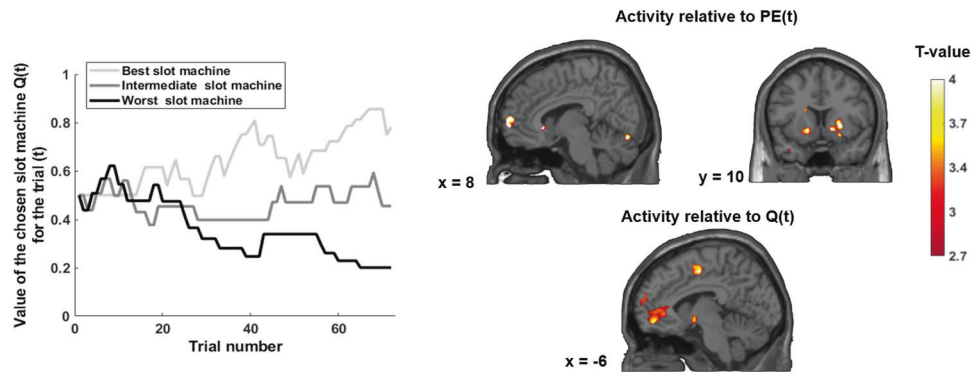 Activity relative to PE(t)
T-value
Value of the chosen slot machine Q(t)
for the trial (t)
1
0.8
0.6
0.4
0.2
0
Best slot machine
Intermediate slot machine
Worst slot machine
0
20
40
60
Trial number
x = 8
y = 10
4
3.7
3.4
3
2.7
Activity relative to Q(t)
x = -6